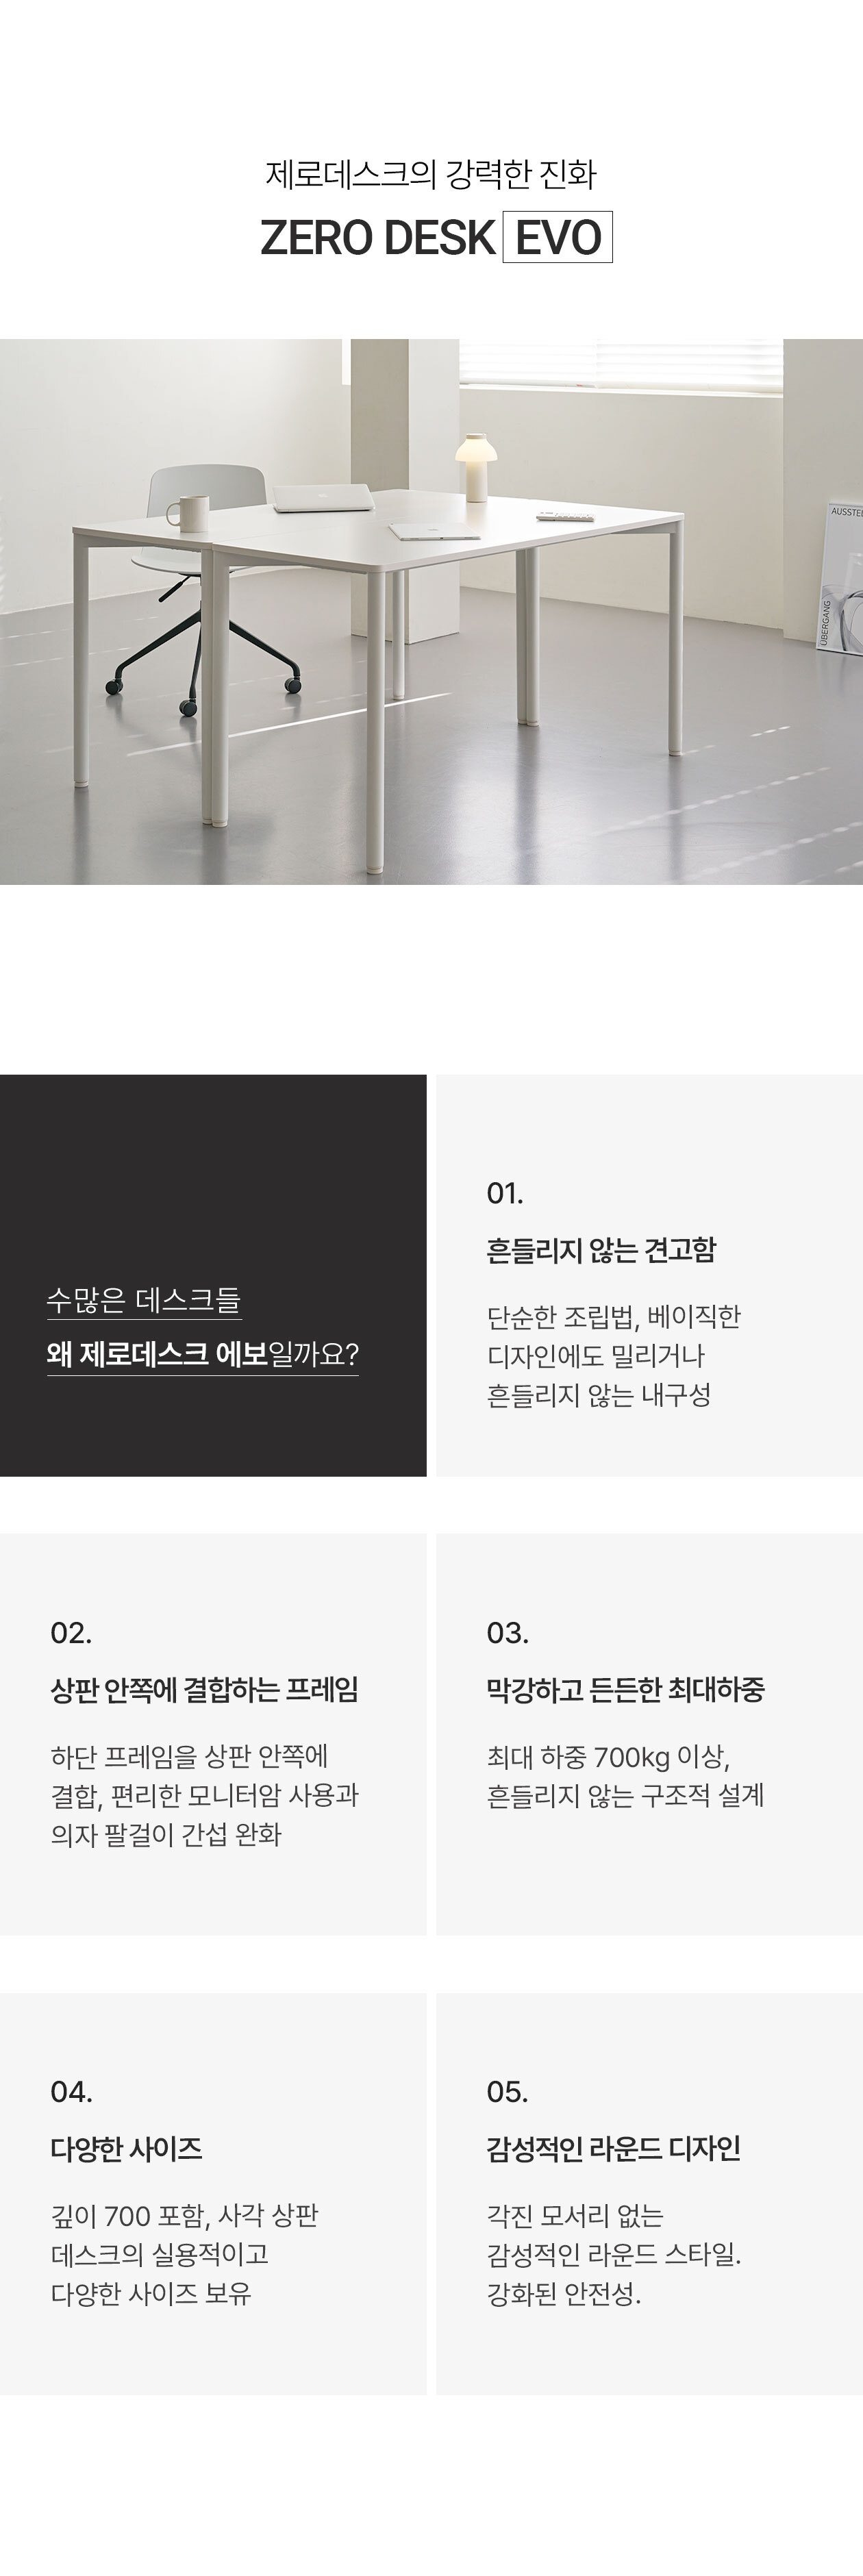 제로데스크의 강력한 진화
ZERO DESK EVO
AUSSTE
ÜBERGANG
수많은 데스크들
왜 제로데스크 에보일까요?
01.
흔들리지 않는 견고함
단순한 조립법, 베이직한
디자인에도 밀리거나
흔들리지 않는 내구성
02.
상판 안쪽에 결합하는 프레임
하단 프레임을 상판 안쪽에
결합, 편리한 모니터암 사용과
의자 팔걸이 간섭 완화
03.
막강하고 든든한 최대하중
최대 하중 700kg 이상,
흔들리지 않는 구조적 설계
04.
다양한 사이즈
깊이 700 포함, 사각 상판
데스크의 실용적이고
다양한 사이즈 보유
05.
감성적인 라운드 디자인
각진 모서리 없는
감성적인 라운드 스타일.
강화된 안전성.